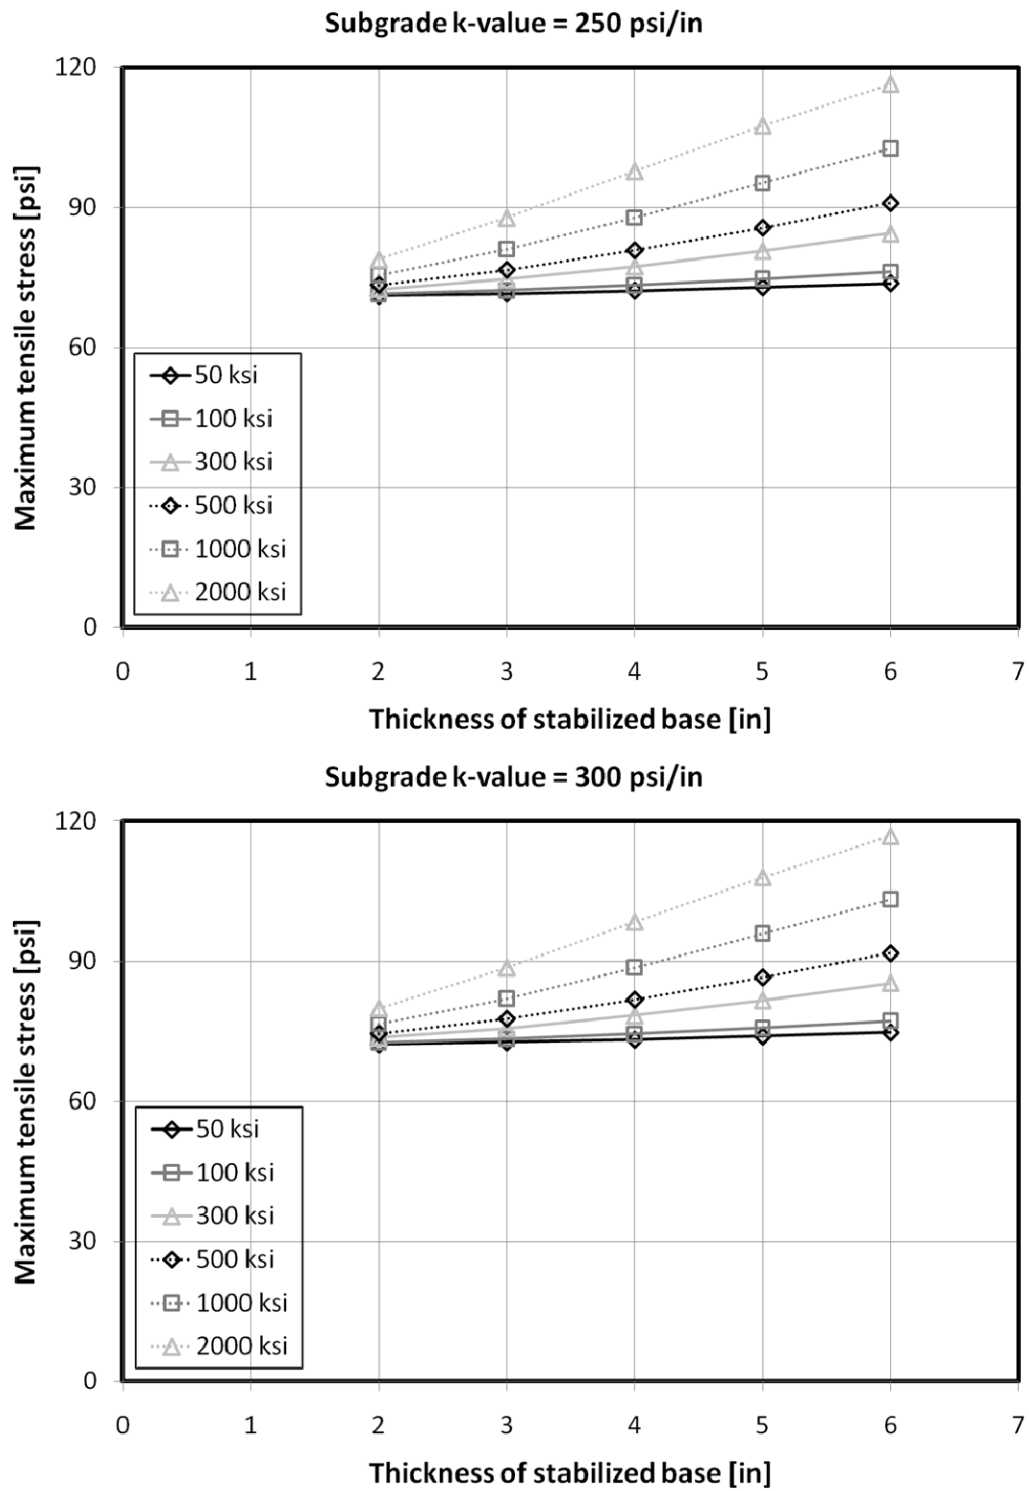 Subgrade k-value = 250 psi/in
Maximum tensile stress [psi]
120
90
60
30
0
50 ksi
100 ksi
300 ksi
500 ksi
1000 ksi
2000 ksi
0 1 2 3 4 5 6 7
Thickness of stabilized base [in]
Subgrade k-value = 300 psi/in
Maximum tensile stress [psi]
120
90
60
30
0
50 ksi
100 ksi
300 ksi
500 ksi
1000 ksi
2000 ksi
0 1 2 3 4 5 6 7
Thickness of stabilized base [in]